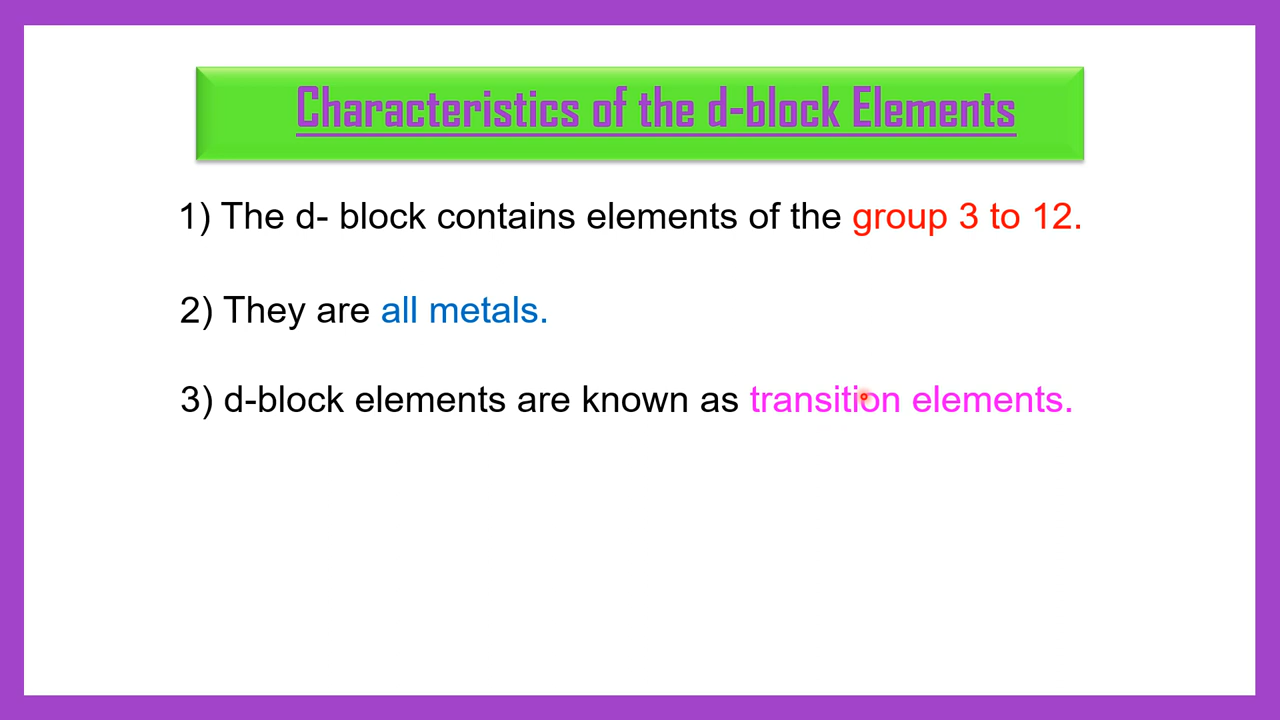 Characteristics of the d-block Elements
1) The d- block contains elements of the group 3 to 12.
2) They are all metals.
3) d-block elements are known as transition elements.